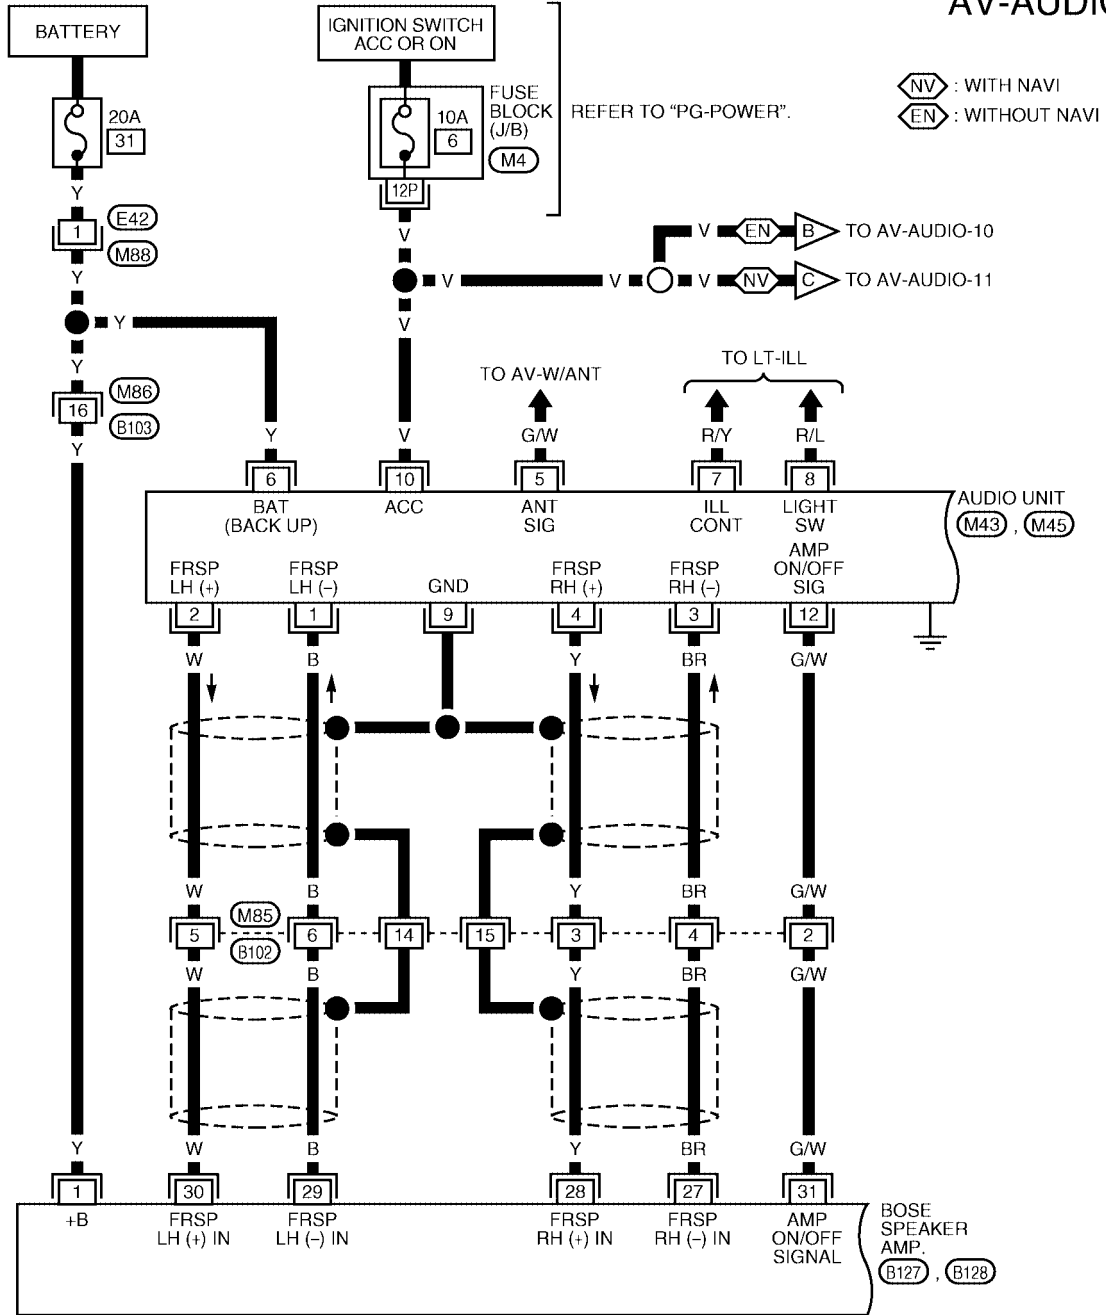 AV-AUDIO
BATTERY
IGNITION SWITCH
ACC OR ON
20A
31
10A
6
FUSE
BLOCK
(J/B)
M4
REFER TO "PG-POWER".
NV : WITH NAVI
EN : WITHOUT NAVI
12P
Y
1
E42
M88
Y
V
V EN B TO AV-AUDIO-10
V V V NV C TO AV-AUDIO-11
Y
Y
V
16
M86
B103
Y
TO AV-W/ANT
TO LT-ILL
Y V G/W R/Y R/L
6 10 5 7 8
BAT
(BACK UP)
ACC
ANT
SIG
ILL
CONT
LIGHT
SW
AUDIO UNIT
M43 , M45
FRSP
LH (+)
FRSP
LH (–)
GND
FRSP
RH (+)
FRSP
RH (–)
AMP
ON/OFF
SIG
2 1 9 4 3 12
W B Y BR G/W
W B Y BR G/W
M85
B102
5 6 14 15 3 4 2
W B Y BR G/W
Y W B Y BR G/W
1 30 29 28 27 31
+B
FRSP
LH (+) IN
FRSP
LH (–) IN
FRSP
RH (+) IN
FRSP
RH (–) IN
AMP
ON/OFF
SIGNAL
BOSE
SPEAKER
AMP.
B127 , B128